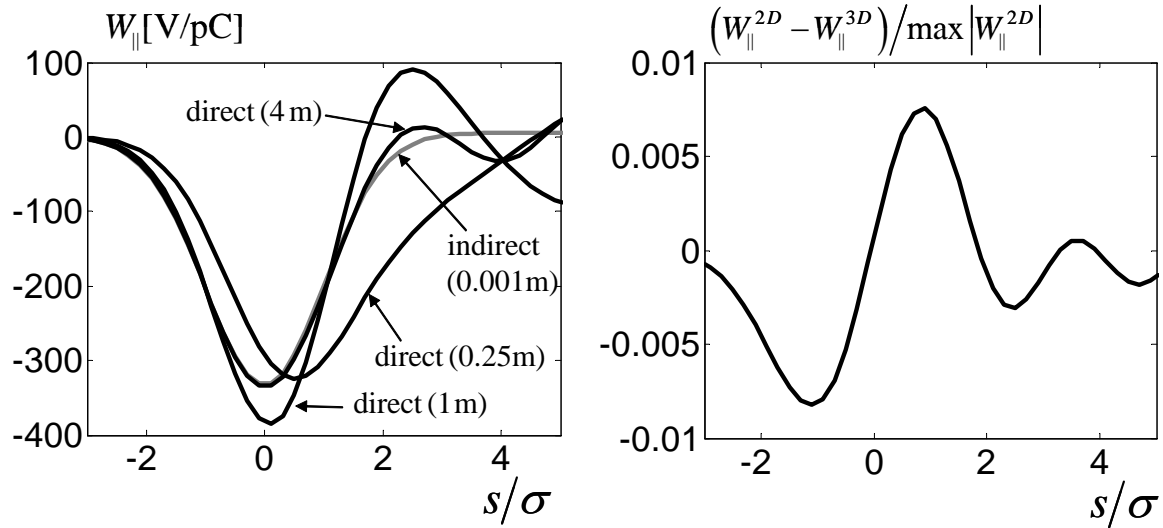 W∥[V/pC]
100
0
-100
-200
-300
-400
-2
0
2
4
s/σ
direct (4 m)
indirect
(0.001m)
direct (0.25m)
direct (1m)
(W∥^2D − W∥^3D)/max|W∥^2D|
0.01
0.005
0
-0.005
-0.01
-2
0
2
4
s/σ